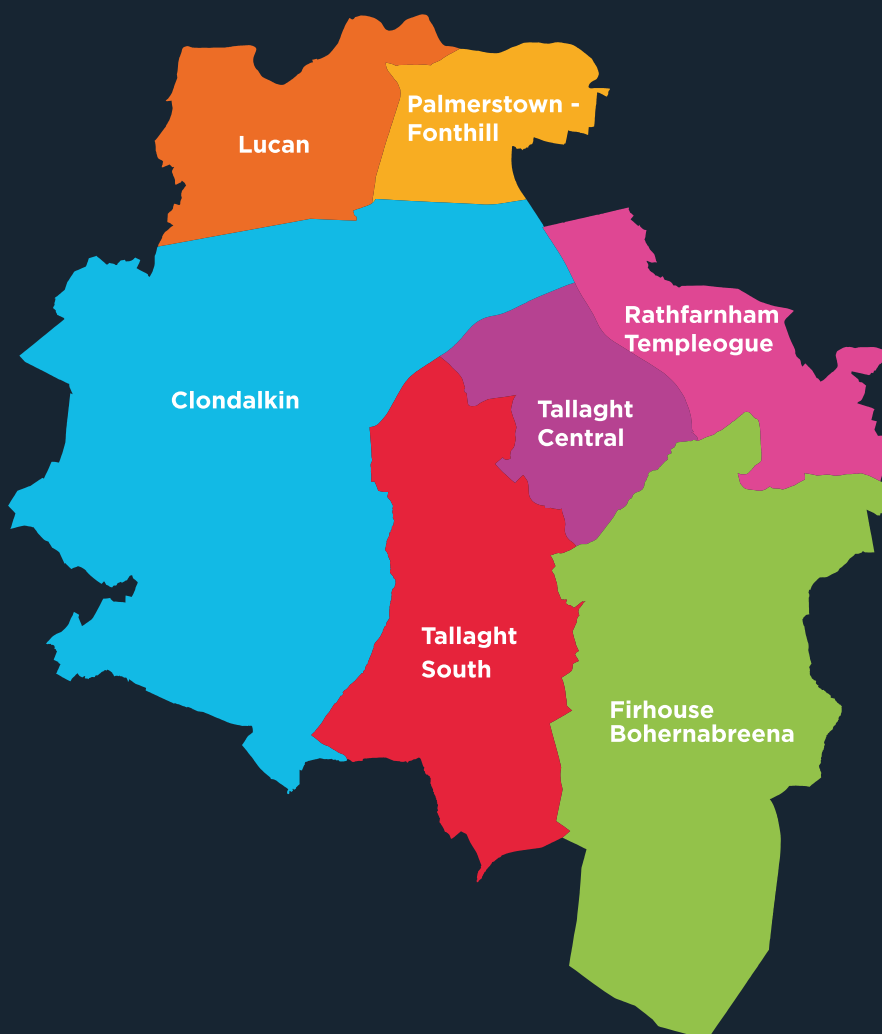 Lucan
Palmerstown -
Fonthill
Rathfarnham
Templeogue
Clondalkin
Tallaght
Central
Tallaght
South
Firhouse
Bohernabreena